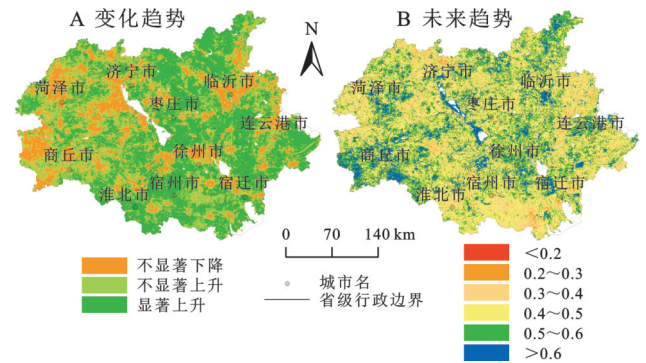 A 变化趋势
N
B 未来趋势
济宁市
菏泽市
临沂市
枣庄市
连云港市
商丘市
徐州市
宿州市
宿迁市
淮北市
济宁市
菏泽市
临沂市
枣庄市
连云港市
商丘市
徐州市
宿州市
宿迁市
淮北市
0 70 140 km
不显著下降
不显著上升
显著上升
城市名
省级行政边界
<0.2
0.2～0.3
0.3～0.4
0.4～0.5
0.5～0.6
>0.6